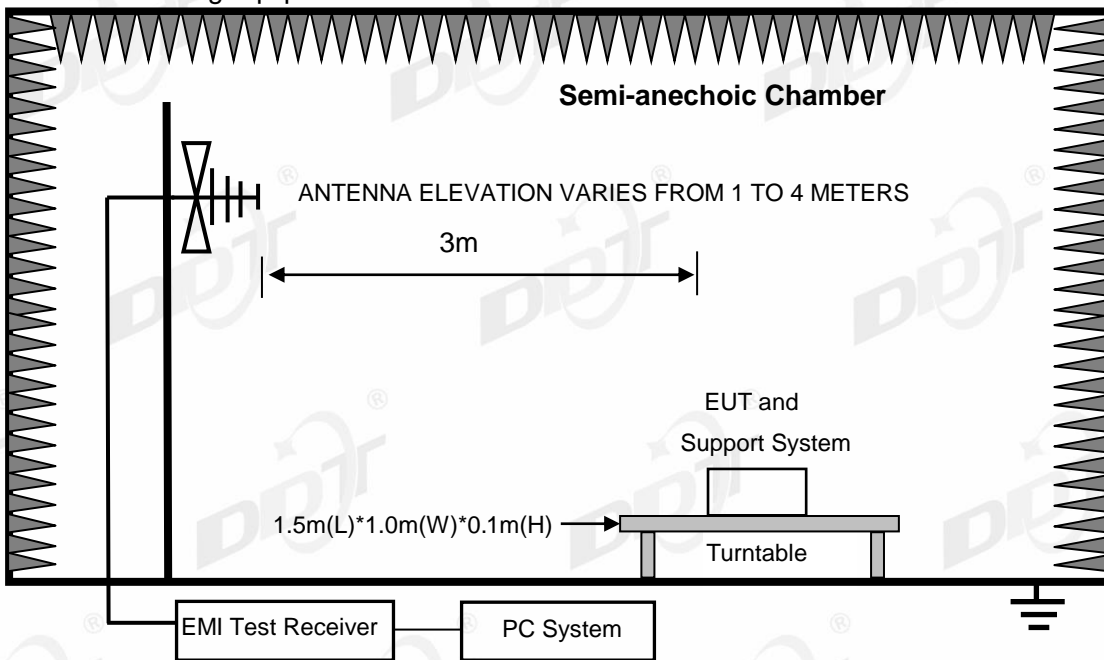 Semi-anechoic Chamber
ANTENNA ELEVATION VARIES FROM 1 TO 4 METERS
3m
EUT and
Support System
1.5m(L)*1.0m(W)*0.1m(H)
Turntable
EMI Test Receiver
PC System
DDT®